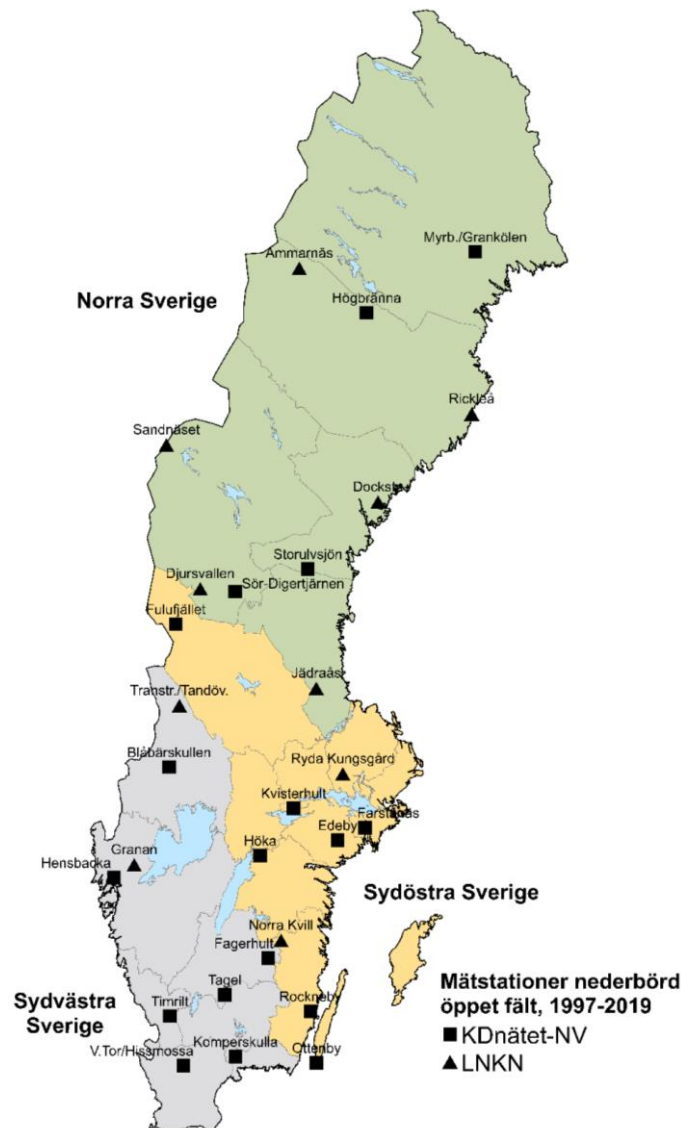 Myrb./Grankölen
Ammarnäs
Högbränna
Norra Sverige
Rickleå
Sandnäset
Docksta
Storulvsjön
Djursvallen
Sör-Digertjärnen
Fulufjället
Jädraås
Transtr./Tandöv.
Blåbärskullen
Ryda Kungsgård
Kvisterhult
Farstanäs
Edeby
Höka
Granan
Hensbacka
Sydöstra Sverige
Norra Kvill
Fagerhult
Tagel
Sydvästra
Sverige
Timrilt
Rockneby
Komperskulla
V.Tor/Hissmossa
Ottenby
Mätstationer nederbörd
öppet fält, 1997-2019
KDnätet-NV
LNKN